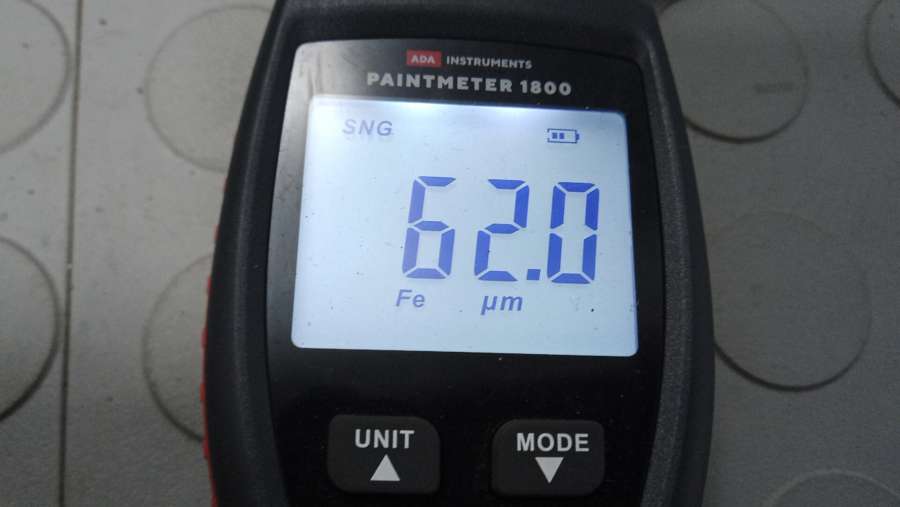 ADA INSTRUMENTS
PAINTMETER 1800
SNG
62.0
Fe µm
UNIT MODE